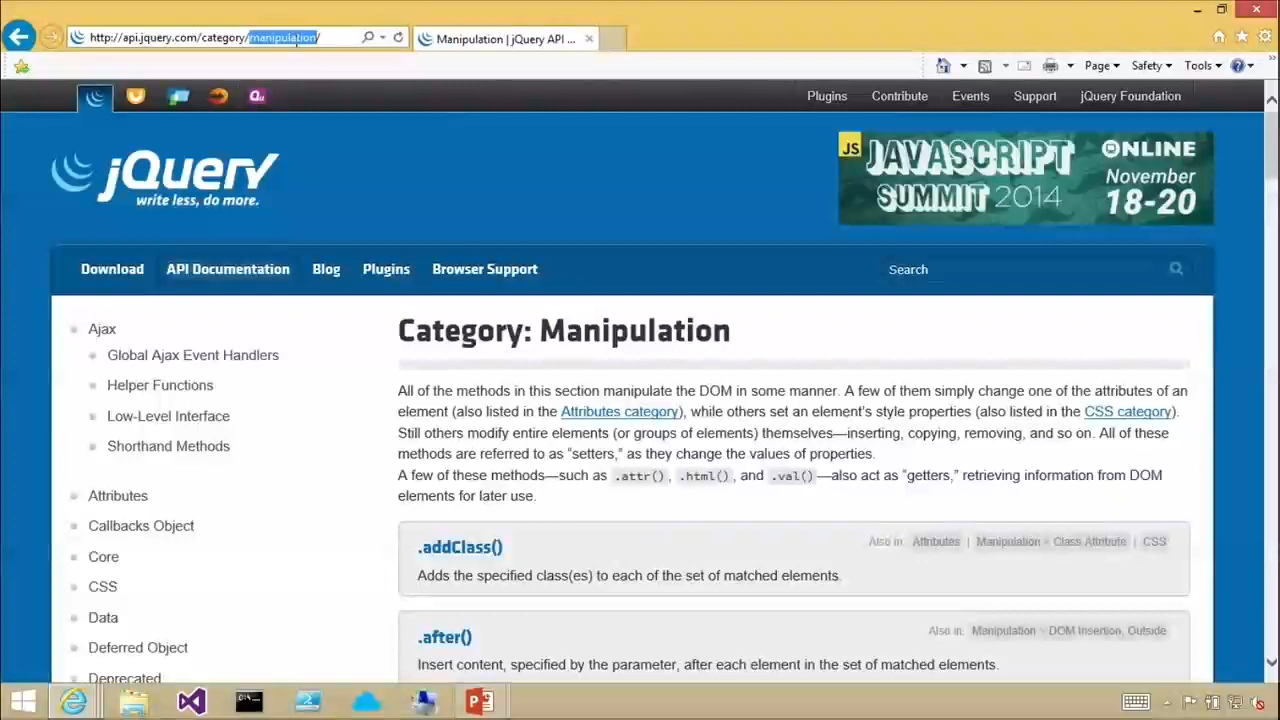 http://api.jquery.com/category/manipulation/
Manipulation | jQuery API ...
Page
Safety
Tools
Plugins
Contribute
Events
Support
jQuery Foundation
jQuery
write less, do more.
JS
JAVASCRIPT
SUMMIT 2014
ONLINE
November
18-20
Download
API Documentation
Blog
Plugins
Browser Support
Search
Ajax
Global Ajax Event Handlers
Helper Functions
Low-Level Interface
Shorthand Methods
Attributes
Callbacks Object
Core
CSS
Data
Deferred Object
Deprecated
Category: Manipulation
All of the methods in this section manipulate the DOM in some manner. A few of them simply change one of the attributes of an
element (also listed in the Attributes category), while others set an element's style properties (also listed in the CSS category).
Still others modify entire elements (or groups of elements) themselves—inserting, copying, removing, and so on. All of these
methods are referred to as “setters,” as they change the values of properties.
A few of these methods—such as .attr(), .html(), and .val()—also act as “getters,” retrieving information from DOM
elements for later use.
.addClass()
Also in: Attributes | Manipulation > Class Attribute | CSS
Adds the specified class(es) to each of the set of matched elements.
.after()
Also in: Manipulation > DOM Insertion, Outside
Insert content, specified by the parameter, after each element in the set of matched elements.